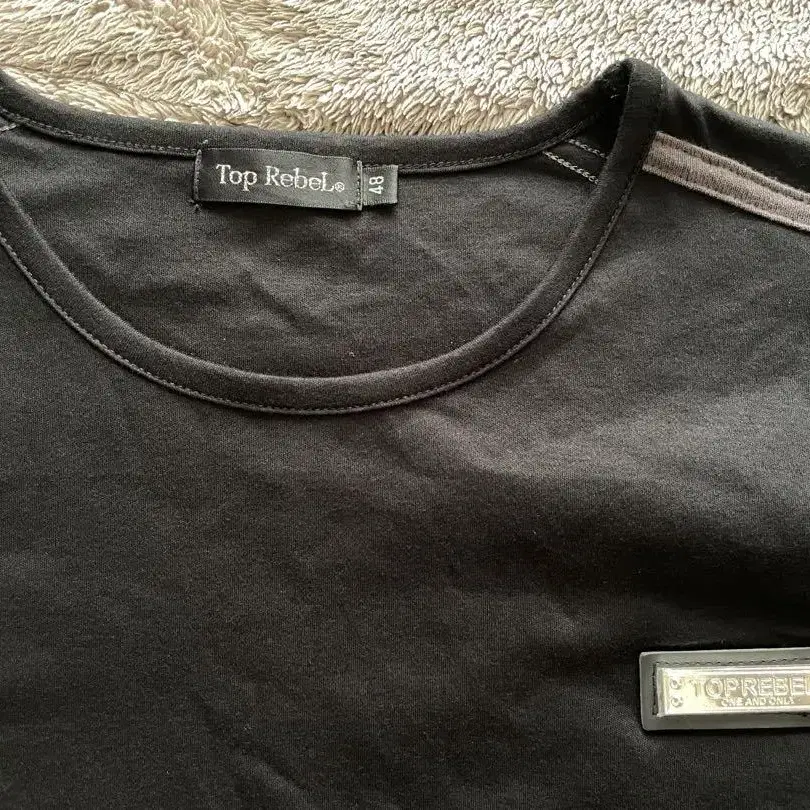 Top RebeL®
48
TOPREBEL
ONE AND ONLY